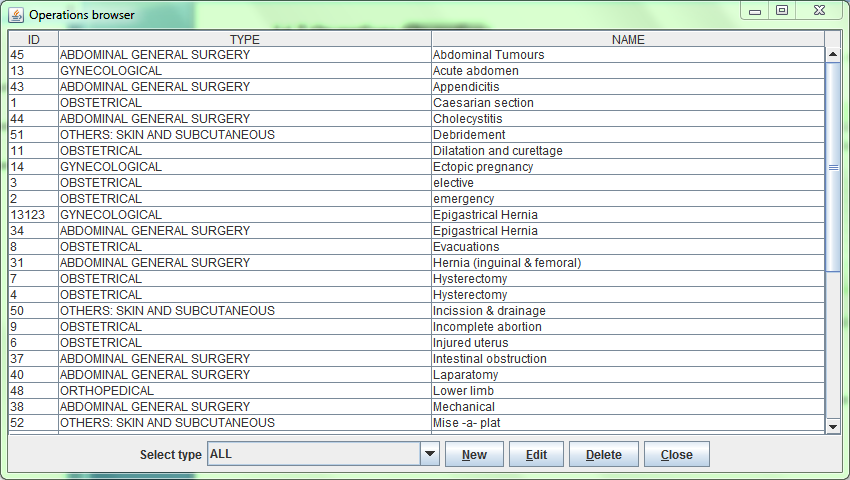 Operations browser
ID TYPE NAME
45 ABDOMINAL GENERAL SURGERY Abdominal Tumours
13 GYNECOLOGICAL Acute abdomen
43 ABDOMINAL GENERAL SURGERY Appendicitis
1 OBSTETRICAL Caesarian section
44 ABDOMINAL GENERAL SURGERY Cholecystitis
51 OTHERS: SKIN AND SUBCUTANEOUS Debridement
11 OBSTETRICAL Dilatation and curettage
14 GYNECOLOGICAL Ectopic pregnancy
3 OBSTETRICAL elective
2 OBSTETRICAL emergency
13123 GYNECOLOGICAL Epigastrical Hernia
34 ABDOMINAL GENERAL SURGERY Epigastrical Hernia
8 OBSTETRICAL Evacuations
31 ABDOMINAL GENERAL SURGERY Hernia (inguinal & femoral)
7 OBSTETRICAL Hysterectomy
4 OBSTETRICAL Hysterectomy
50 OTHERS: SKIN AND SUBCUTANEOUS Incission & drainage
9 OBSTETRICAL Incomplete abortion
6 OBSTETRICAL Injured uterus
37 ABDOMINAL GENERAL SURGERY Intestinal obstruction
40 ABDOMINAL GENERAL SURGERY Laparatomy
48 ORTHOPEDICAL Lower limb
38 ABDOMINAL GENERAL SURGERY Mechanical
52 OTHERS: SKIN AND SUBCUTANEOUS Mise -a- plat
Select type ALL New Edit Delete Close